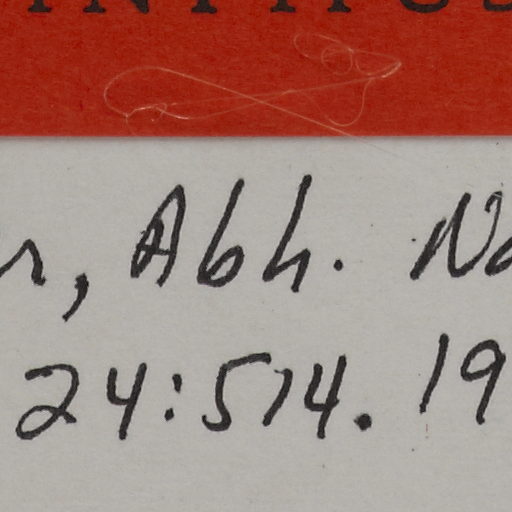 r, Abh. Na
24:514. 19